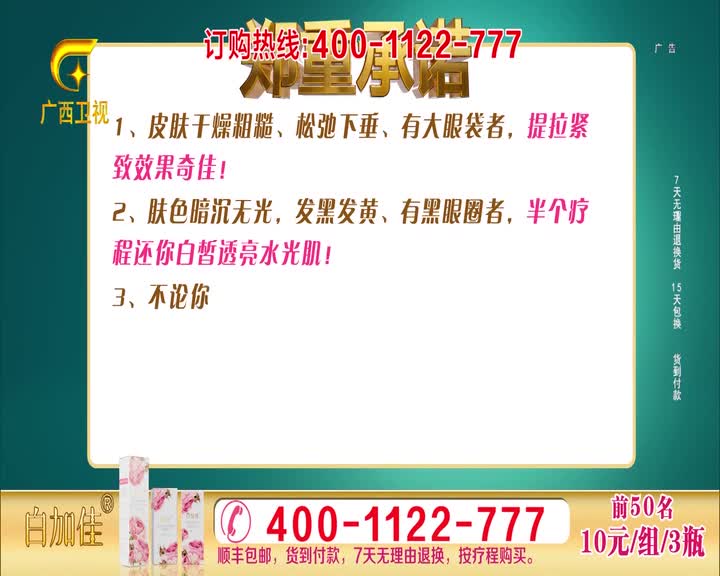 订购热线:400-1122-777
郑重承诺
广告
广西卫视
1、皮肤干燥粗糙、松弛下垂、有大眼袋者，提拉紧
致效果奇佳！
2、肤色暗沉无光，发黑发黄、有黑眼圈者，半个疗
程还你白皙透亮水光肌！
3、不论你
7天无理由退换货 15天包换 货到付款
白加佳®
400-1122-777
顺丰包邮，货到付款，7天无理由退换，按疗程购买。
前50名
10元/组/3瓶